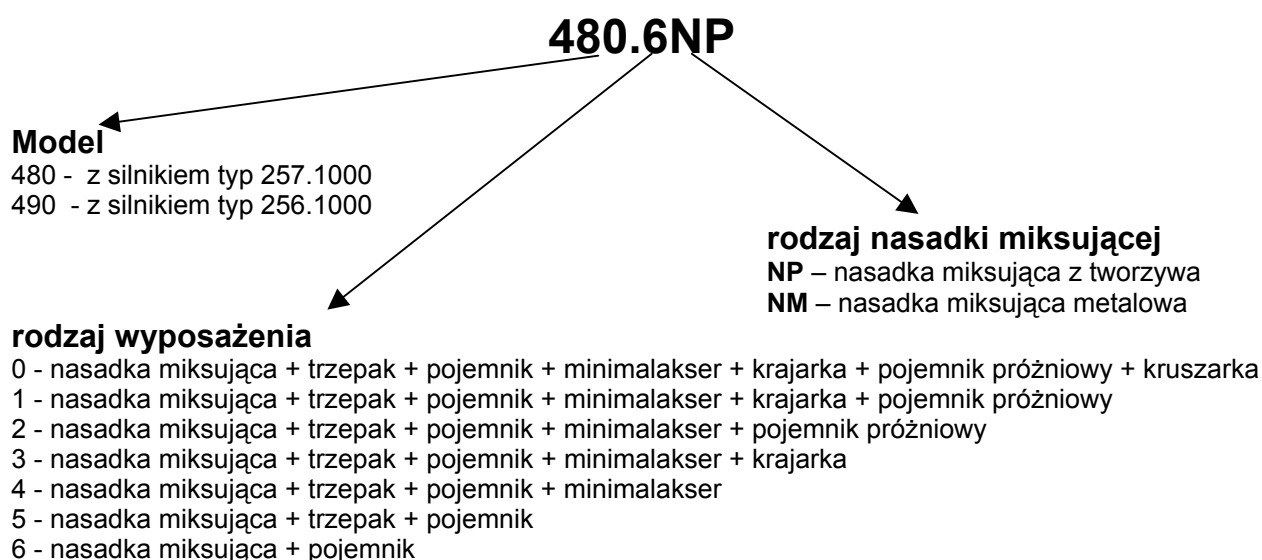 480.6NP
Model
480 - z silnikiem typ 257.1000
490 - z silnikiem typ 256.1000
rodzaj nasadki miksującej
NP – nasadka miksująca z tworzywa
NM – nasadka miksująca metalowa
rodzaj wyposażenia
0 - nasadka miksująca + trzepak + pojemnik + minimalakser + krajarka + pojemnik próżniowy + kruszarka
1 - nasadka miksująca + trzepak + pojemnik + minimalakser + krajarka + pojemnik próżniowy
2 - nasadka miksująca + trzepak + pojemnik + minimalakser + pojemnik próżniowy
3 - nasadka miksująca + trzepak + pojemnik + minimalakser + krajarka
4 - nasadka miksująca + trzepak + pojemnik + minimalakser
5 - nasadka miksująca + trzepak + pojemnik
6 - nasadka miksująca + pojemnik